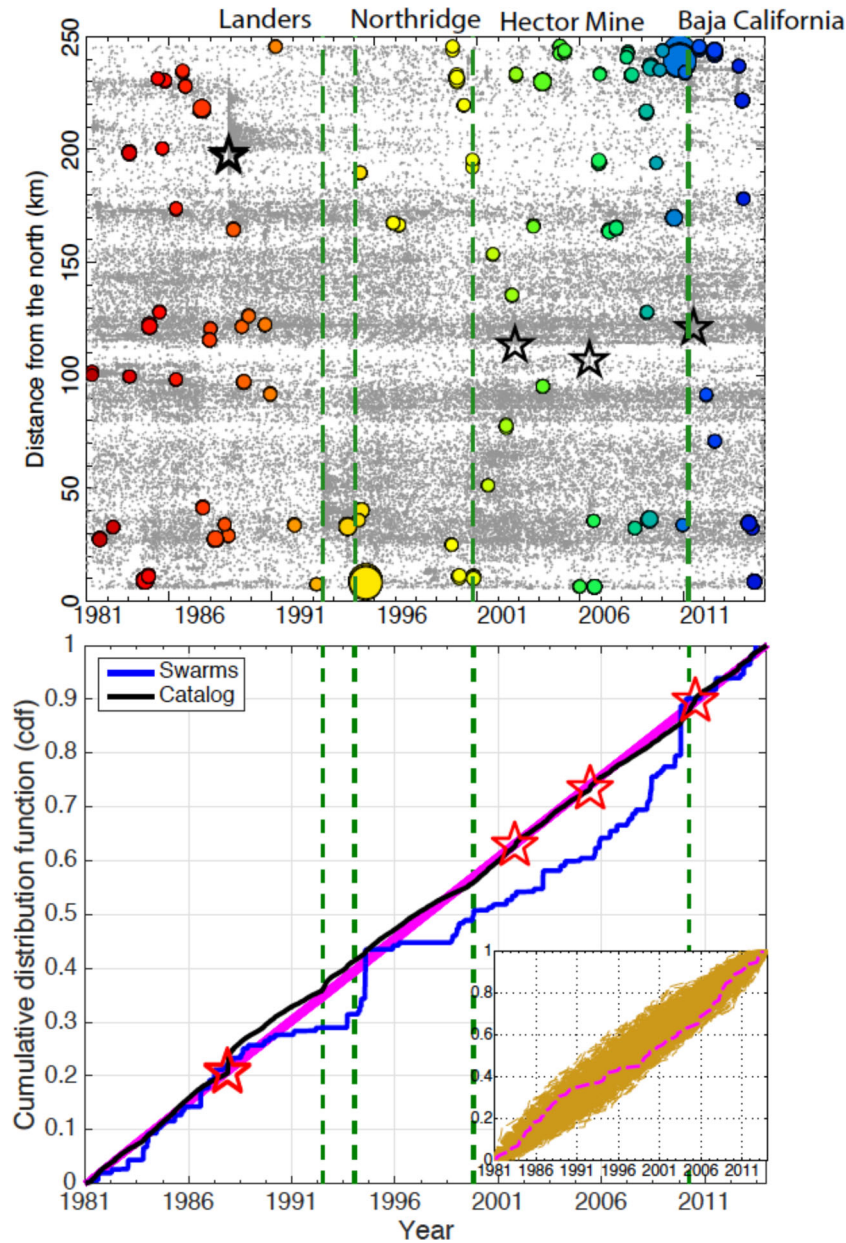 Landers Northridge Hector Mine Baja California
250
200
150
100
50
0
Distance from the north (km)
1981 1986 1991 1996 2001 2006 2011
1
0.9
0.8
0.7
0.6
0.5
0.4
0.3
0.2
0.1
0
Cumulative distribution function (cdf)
Swarms
Catalog
1
0.8
0.6
0.4
0.2
0
1981 1986 1991 1996 2001 2006 2011
1981 1986 1991 1996 2001 2006 2011
Year